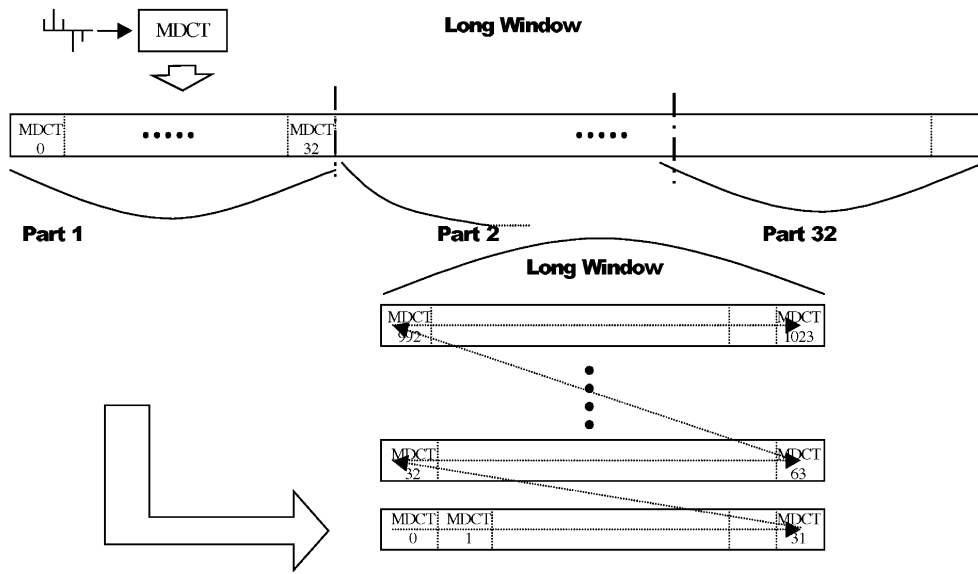 Long Window
MDCT
MDCT
0
MDCT
32
Part 1
Part 2
Part 32
Long Window
MDCT
992
MDCT
1023
MDCT
32
MDCT
63
MDCT
0
MDCT
1
MDCT
31